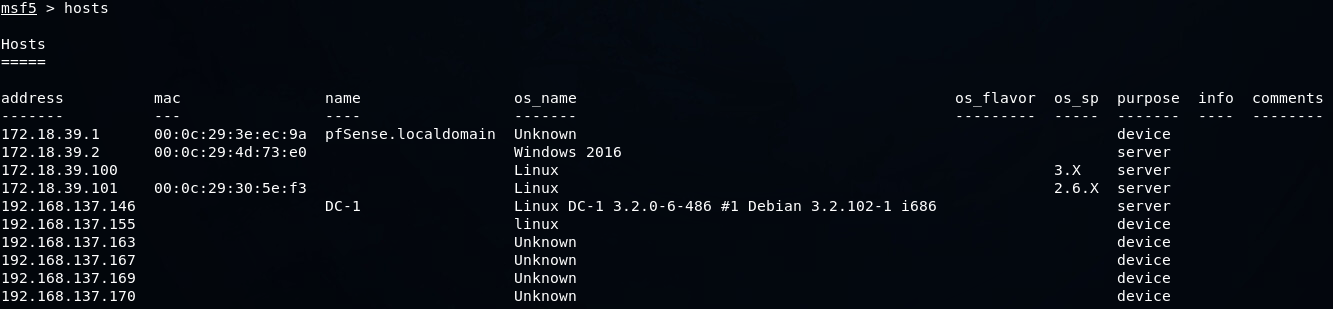 msf5 > hosts
Hosts
=====
address          mac                name                 os_name                                          os_flavor  os_sp  purpose  info  comments
-------          ---                ----                 -------                                          ---------  -----  -------  ----  --------
172.18.39.1      00:0c:29:3e:ec:9a  pfSense.localdomain  Unknown                                                            device
172.18.39.2      00:0c:29:4d:73:e0                       Windows 2016                                                       server
172.18.39.100                                            Linux                                                       3.X    server
172.18.39.101    00:0c:29:30:5e:f3                       Linux                                                       2.6.X  server
192.168.137.146                     DC-1                 Linux DC-1 3.2.0-6-486 #1 Debian 3.2.102-1 i686                    server
192.168.137.155                                          linux                                                              device
192.168.137.163                                          Unknown                                                            device
192.168.137.167                                          Unknown                                                            device
192.168.137.169                                          Unknown                                                            device
192.168.137.170                                          Unknown                                                            device